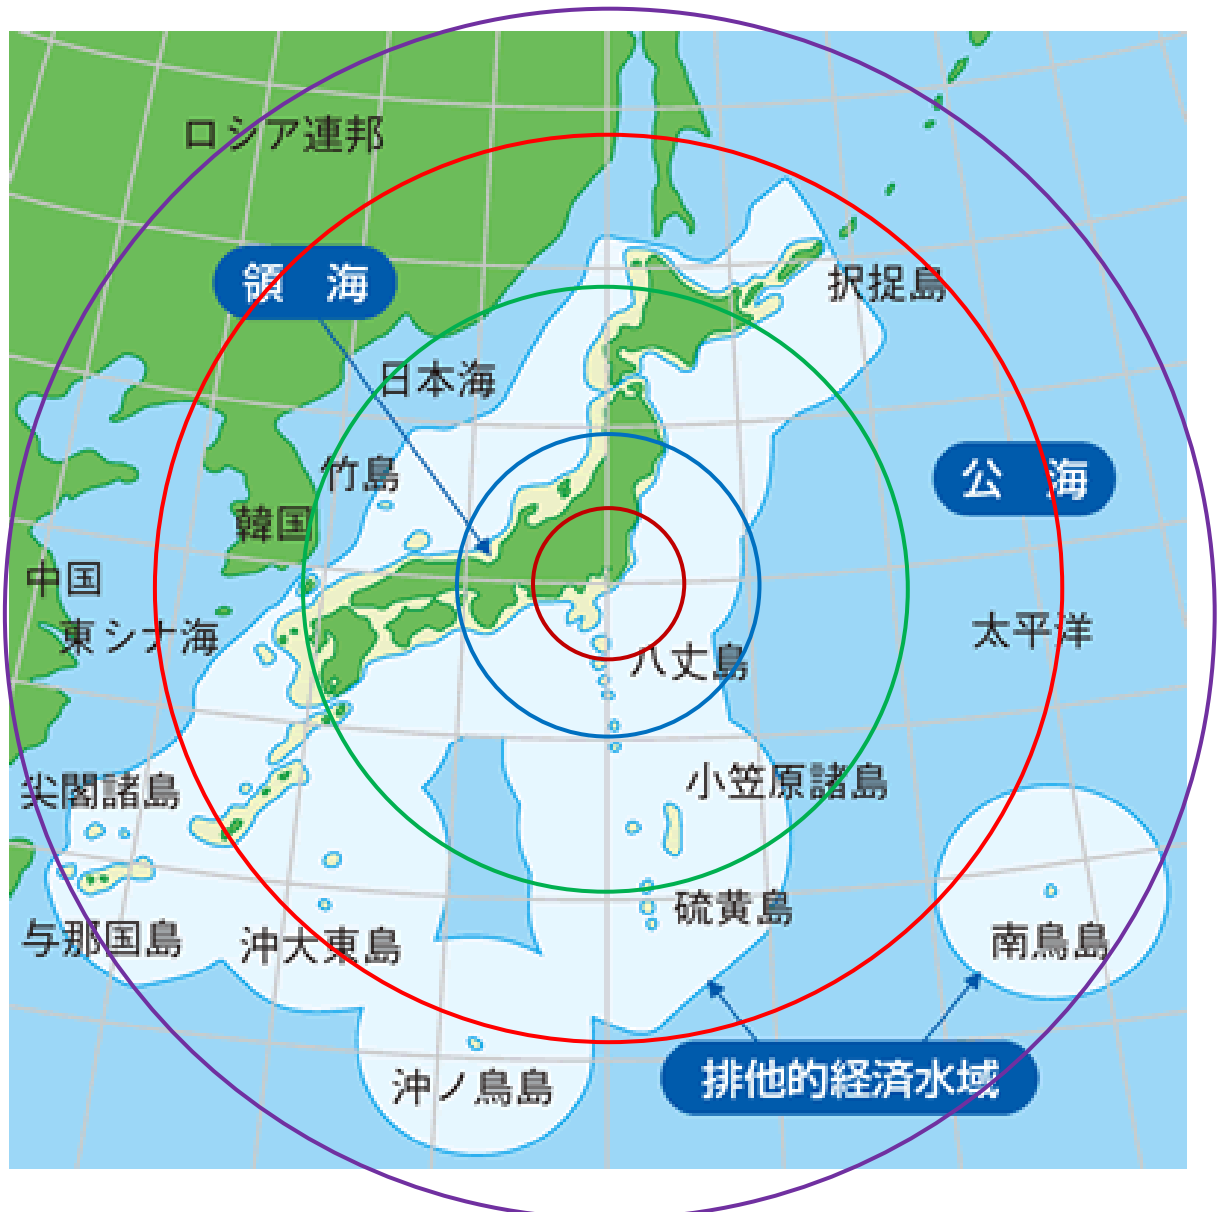 ロシア連邦
領　海
択捉島
日本海
竹島
公　海
韓国
中国
東シナ海
太平洋
八丈島
尖閣諸島
小笠原諸島
硫黄島
与那国島
沖大東島
南鳥島
沖ノ鳥島
排他的経済水域